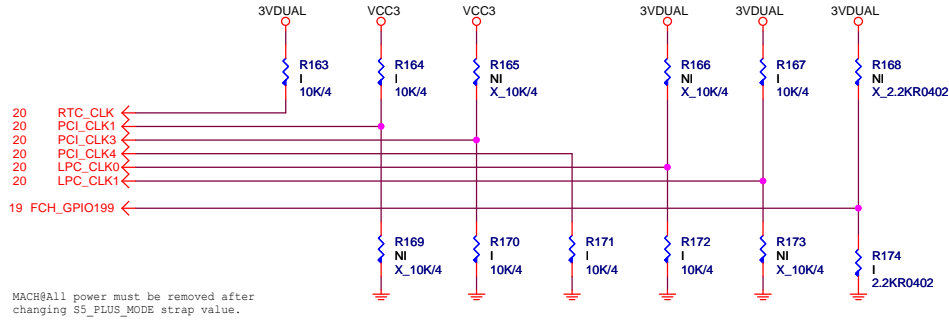 3VDUAL VCC3 VCC3 3VDUAL 3VDUAL 3VDUAL
R163 R164 R165 R166 R167 R168
I I NI NI I NI
10K/4 10K/4 X_10K/4 X_10K/4 10K/4 X_2.2KR0402
20 RTC_CLK
20 PCI_CLK1
20 PCI_CLK3
20 PCI_CLK4
20 LPC_CLK0
20 LPC_CLK1
19 FCH_GPIO199
R169 R170 R171 R172 R173 R174
NI I I I NI I
X_10K/4 10K/4 10K/4 10K/4 X_10K/4 2.2KR0402
MACH@All power must be removed after
changing S5_PLUS_MODE strap value.